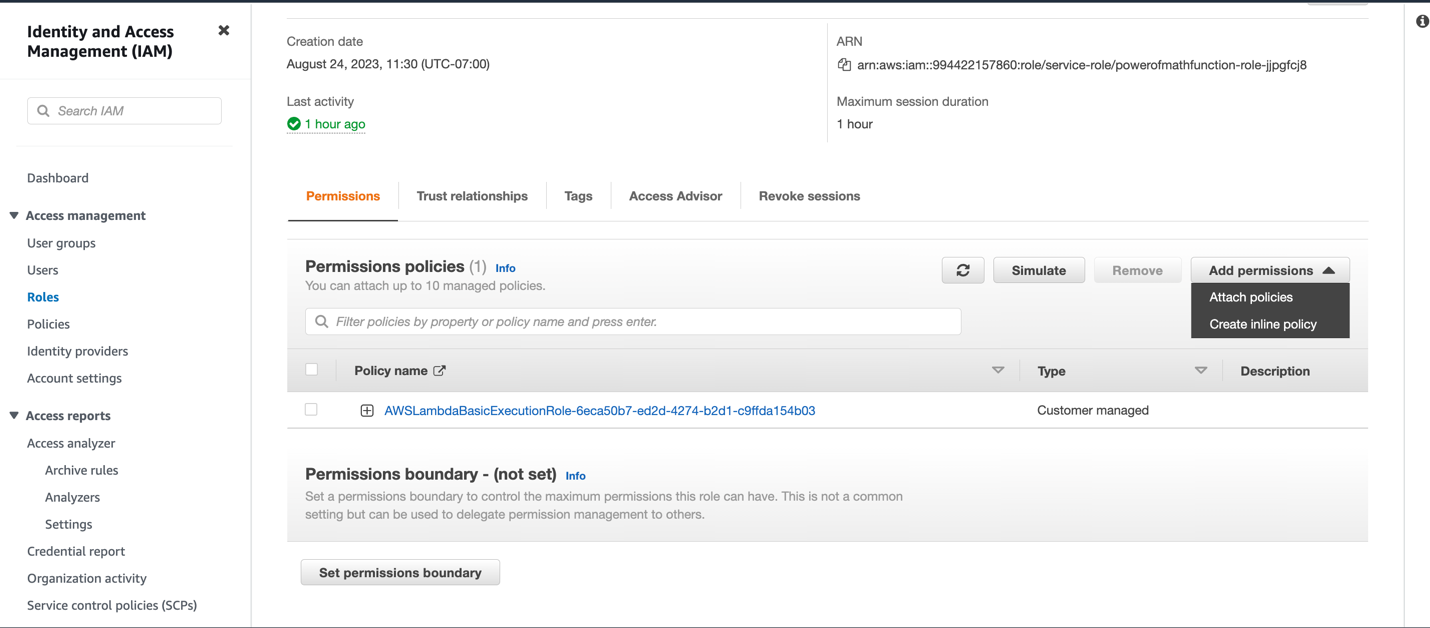 Identity and Access
Management (IAM)
Search IAM
Dashboard
Access management
User groups
Users
Roles
Policies
Identity providers
Account settings
Access reports
Access analyzer
Archive rules
Analyzers
Settings
Credential report
Organization activity
Service control policies (SCPs)
Creation date
August 24, 2023, 11:30 (UTC-07:00)
Last activity
1 hour ago
ARN
arn:aws:iam::994422157860:role/service-role/powerofmathfunction-role-jjpgfcj8
Maximum session duration
1 hour
Permissions
Trust relationships
Tags
Access Advisor
Revoke sessions
Permissions policies (1) Info
You can attach up to 10 managed policies.
Simulate
Remove
Add permissions
Attach policies
Create inline policy
Filter policies by property or policy name and press enter.
Policy name
Type
Description
AWSLambdaBasicExecutionRole-6eca50b7-ed2d-4274-b2d1-c9ffda154b03
Customer managed
Permissions boundary - (not set) Info
Set a permissions boundary to control the maximum permissions this role can have. This is not a common
setting but can be used to delegate permission management to others.
Set permissions boundary